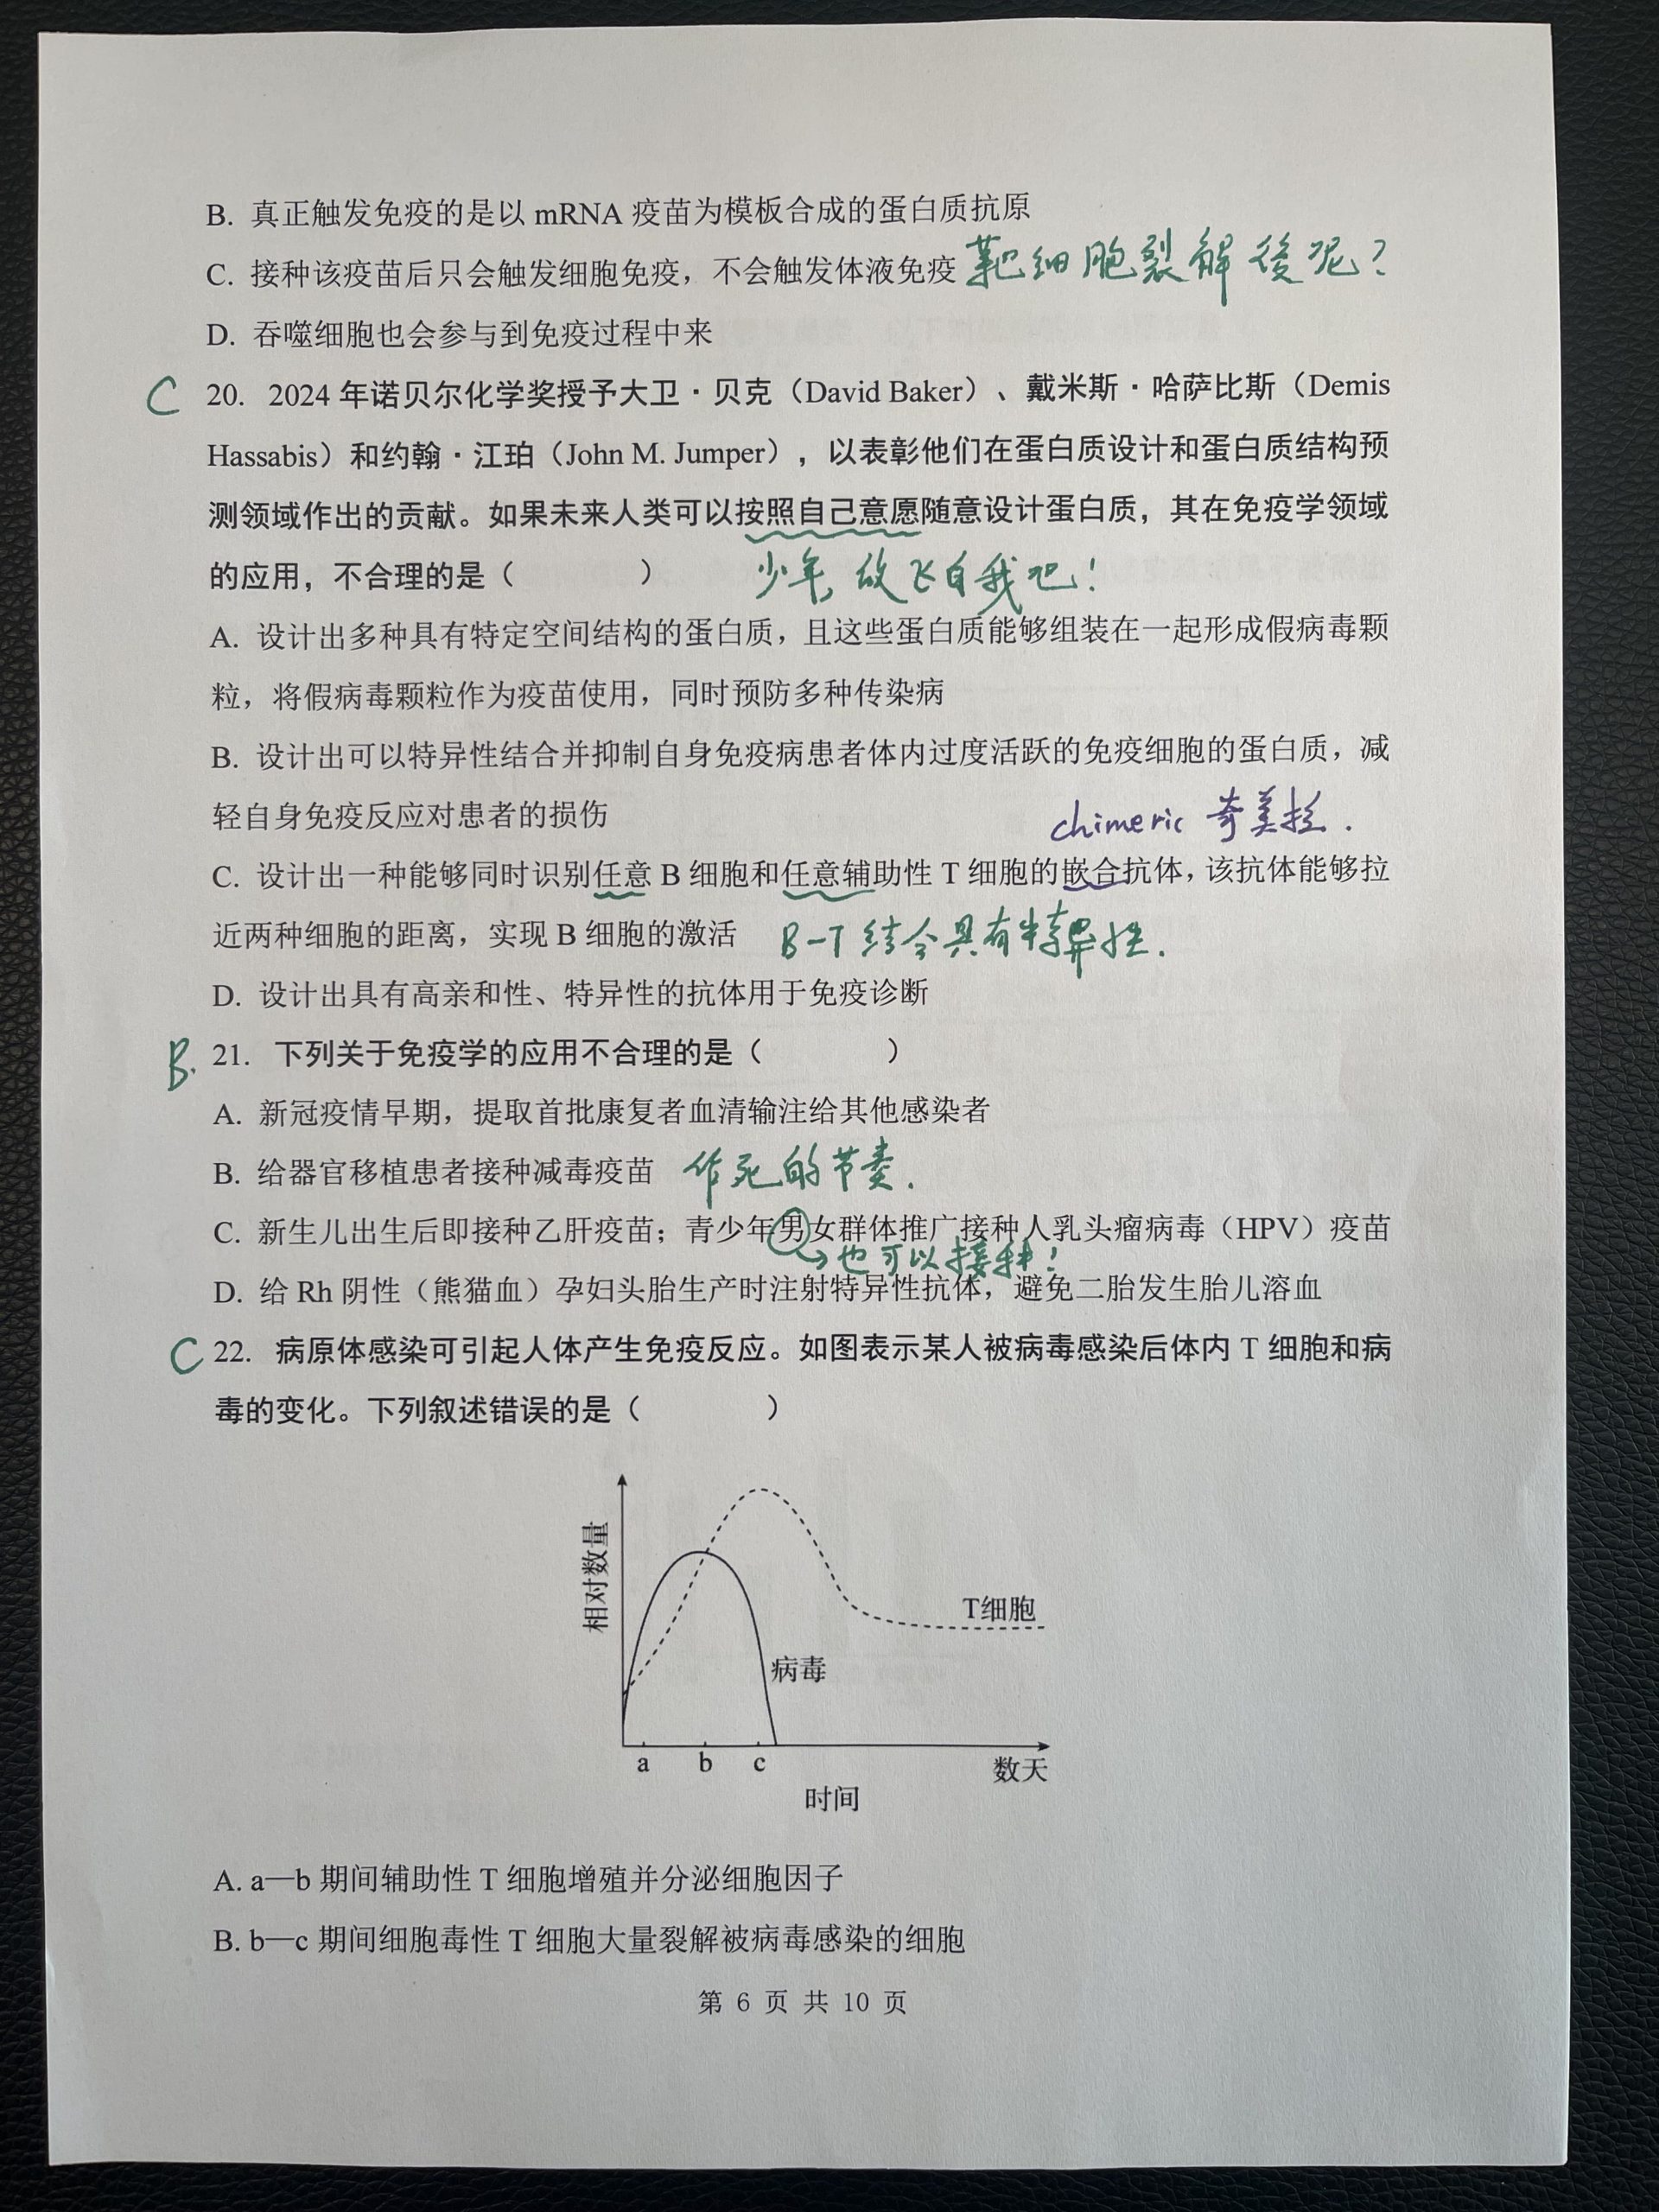 B. 真正触发免疫的是以 mRNA 疫苗为模板合成的蛋白质抗原
C. 接种该疫苗后只会触发细胞免疫，不会触发体液免疫 靶细胞裂解後呢？
D. 吞噬细胞也会参与到免疫过程中来
C 20. 2024 年诺贝尔化学奖授予大卫·贝克（David Baker）、戴米斯·哈萨比斯（Demis
Hassabis）和约翰·江珀（John M. Jumper），以表彰他们在蛋白质设计和蛋白质结构预
测领域作出的贡献。如果未来人类可以按照自己意愿随意设计蛋白质，其在免疫学领域
的应用，不合理的是（ ） 少年，放飞自我吧！
A. 设计出多种具有特定空间结构的蛋白质，且这些蛋白质能够组装在一起形成假病毒颗
粒，将假病毒颗粒作为疫苗使用，同时预防多种传染病
B. 设计出可以特异性结合并抑制自身免疫病患者体内过度活跃的免疫细胞的蛋白质，减
轻自身免疫反应对患者的损伤
chimeric 奇美拉.
C. 设计出一种能够同时识别任意 B 细胞和任意辅助性 T 细胞的嵌合抗体，该抗体能够拉
近两种细胞的距离，实现 B 细胞的激活 B-T 结合具有特异性.
D. 设计出具有高亲和性、特异性的抗体用于免疫诊断
B. 21. 下列关于免疫学的应用不合理的是（ ）
A. 新冠疫情早期，提取首批康复者血清输注给其他感染者
B. 给器官移植患者接种减毒疫苗 作死的节奏.
C. 新生儿出生后即接种乙肝疫苗；青少年男女群体推广接种人乳头瘤病毒（HPV）疫苗
→也可以接种！
D. 给 Rh 阴性（熊猫血）孕妇头胎生产时注射特异性抗体，避免二胎发生胎儿溶血
C 22. 病原体感染可引起人体产生免疫反应。如图表示某人被病毒感染后体内 T 细胞和病
毒的变化。下列叙述错误的是（ ）
相对数量
T细胞
病毒
a b c
数天
时间
A. a—b 期间辅助性 T 细胞增殖并分泌细胞因子
B. b—c 期间细胞毒性 T 细胞大量裂解被病毒感染的细胞
第 6 页 共 10 页